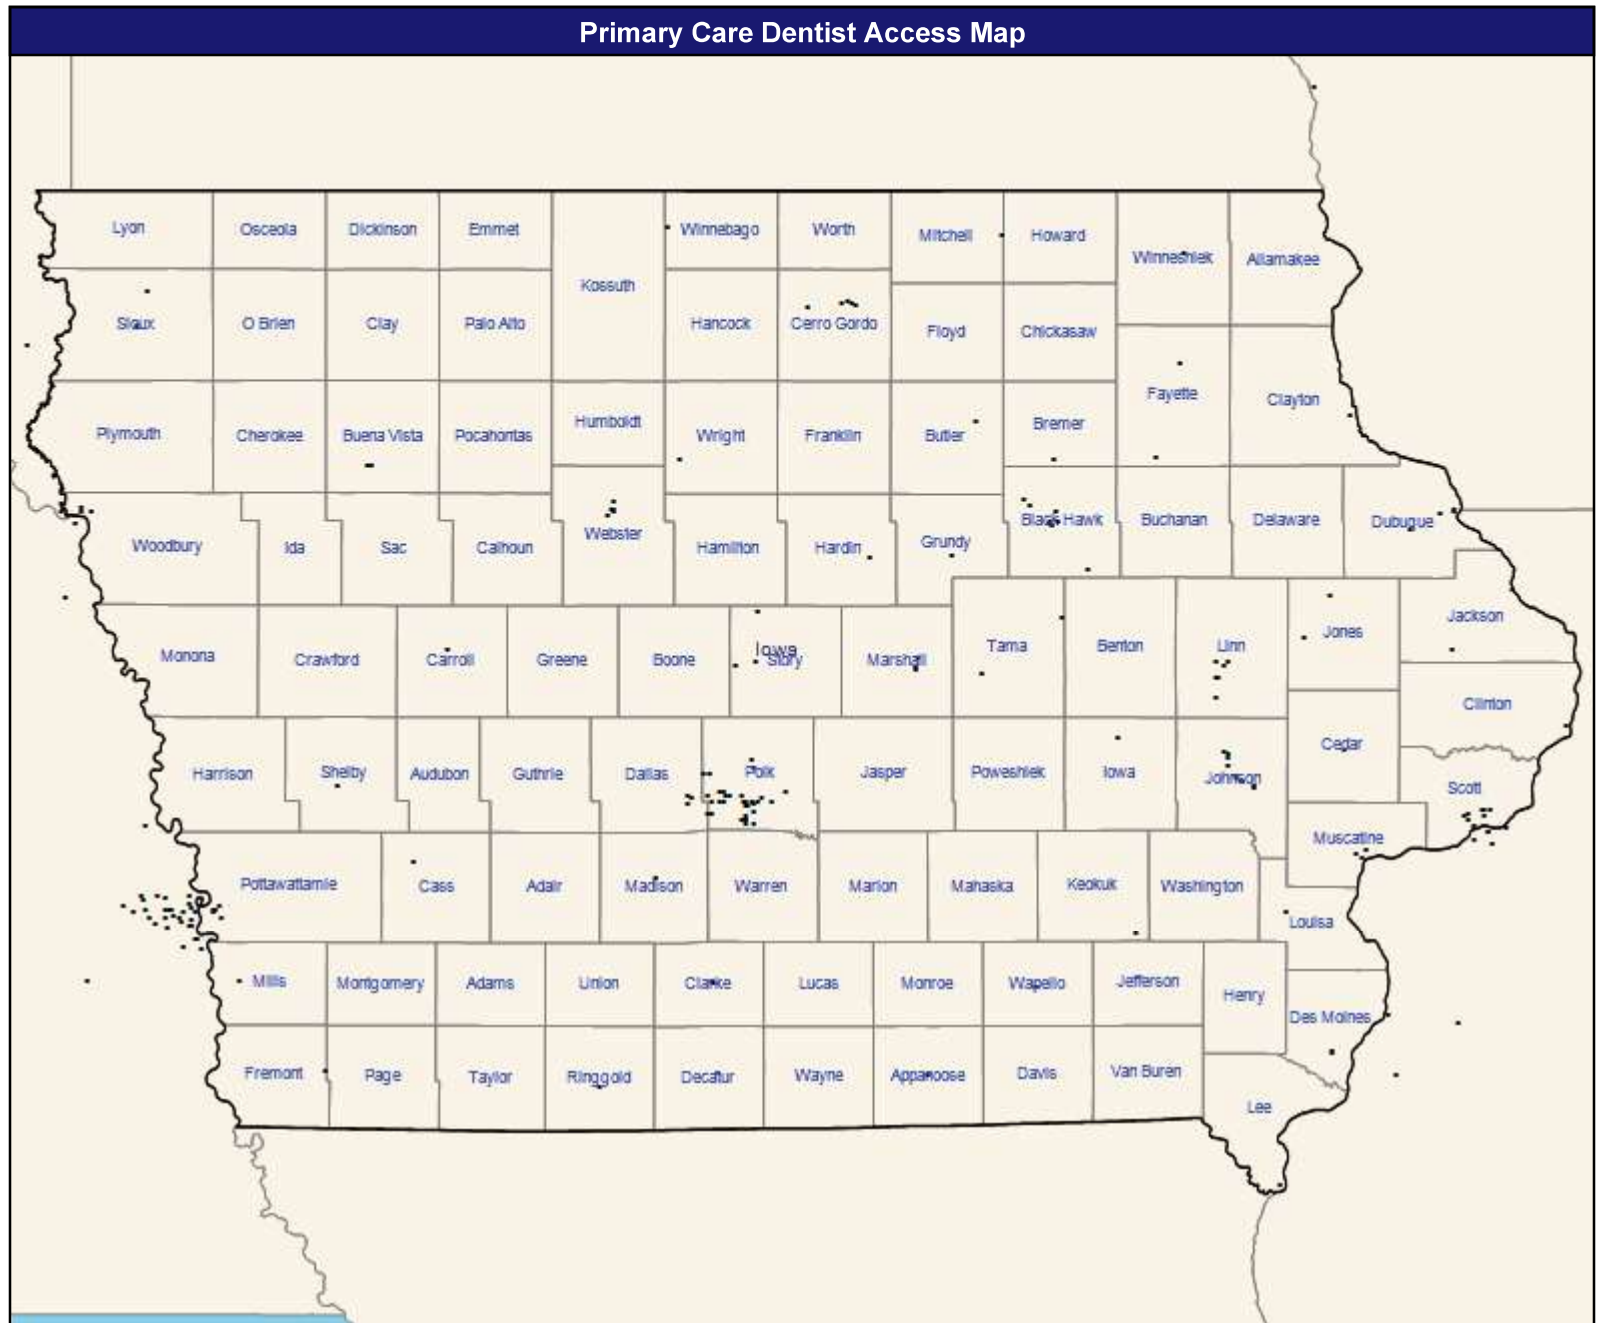 Primary Care Dentist Access Map
Lyon Osceola Dickinson Emmet Kossuth Winnebago Worth Mitchell Howard Winneshiek Allamakee
Sioux O Brien Clay Palo Alto Hancock Cerro Gordo Floyd Chickasaw
Plymouth Cherokee Buena Vista Pocahontas Humboldt Wright Franklin Butler Bremer Fayette Clayton
Woodbury Ida Sac Calhoun Webster Hamilton Hardin Grundy Black Hawk Buchanan Delaware Dubuque
Monona Crawford Carroll Greene Boone Iowa Story Marshall Tama Benton Linn Jones Jackson
Clinton
Harrison Shelby Audubon Guthrie Dallas Polk Jasper Poweshiek Iowa Johnson Cedar Scott
Pottawattamie Cass Adair Madison Warren Marion Mahaska Keokuk Washington Muscatine
Louisa
Mills Montgomery Adams Union Clarke Lucas Monroe Wapello Jefferson Henry Des Moines
Fremont Page Taylor Ringgold Decatur Wayne Appanoose Davis Van Buren Lee